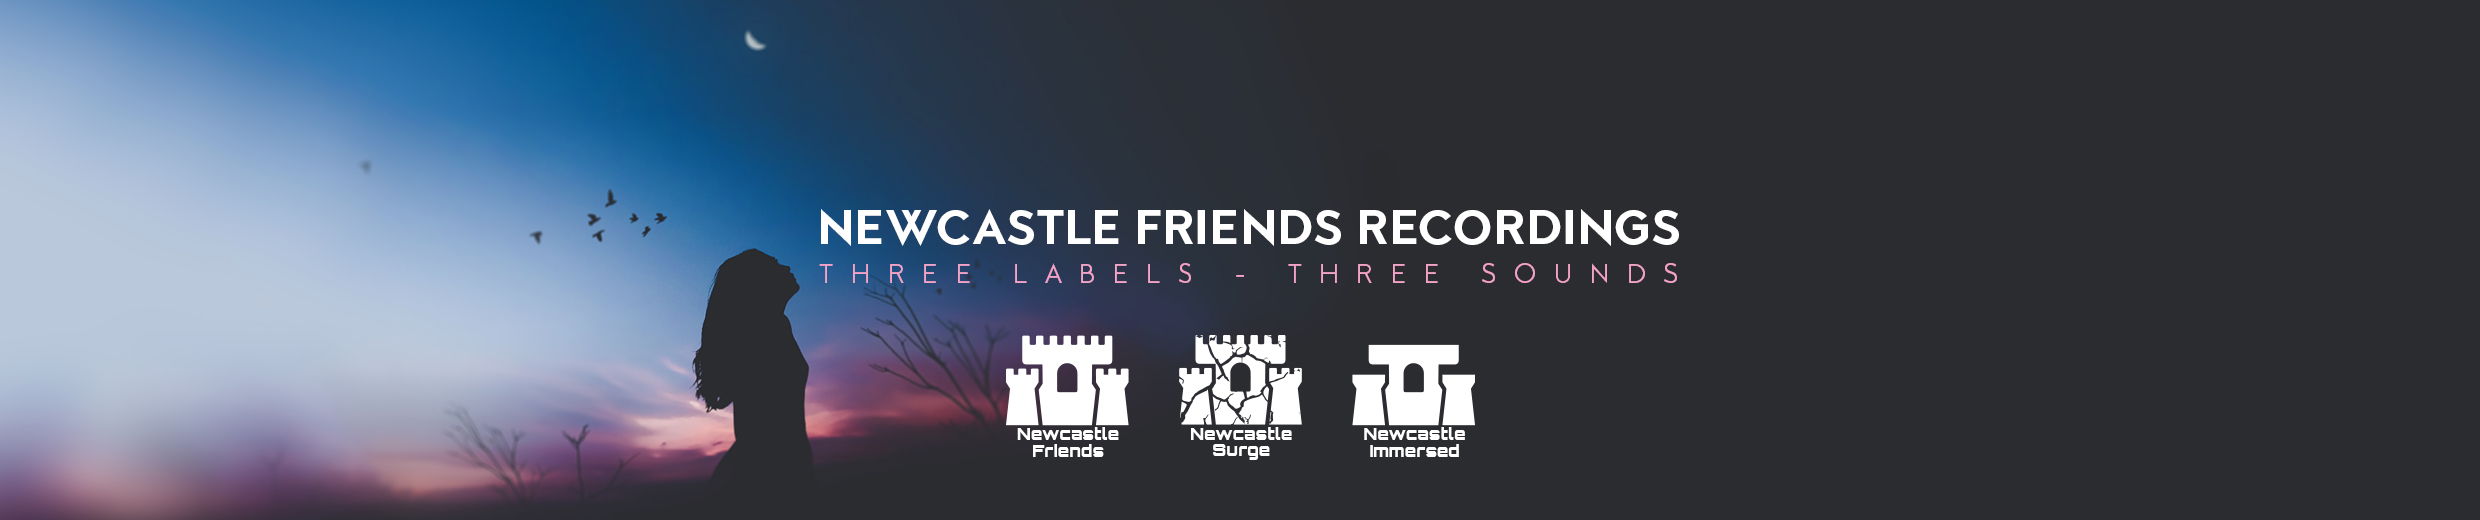 NEWCASTLE FRIENDS RECORDINGS
THREE LABELS - THREE SOUNDS
Newcastle
Friends
Newcastle
Surge
Newcastle
Immersed